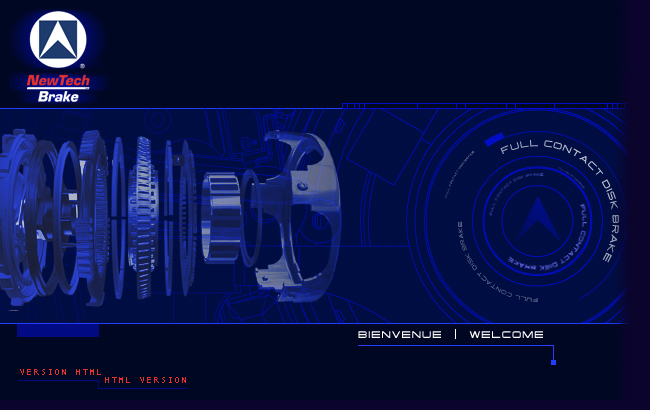 ®
NewTech
Brake
FULL CONTACT DISK BRAKE
FULL CONTACT DISK BRAKE
FULL CONTACT DISK BRAKE
BIENVENUE | WELCOME
VERSION HTML
HTML VERSION